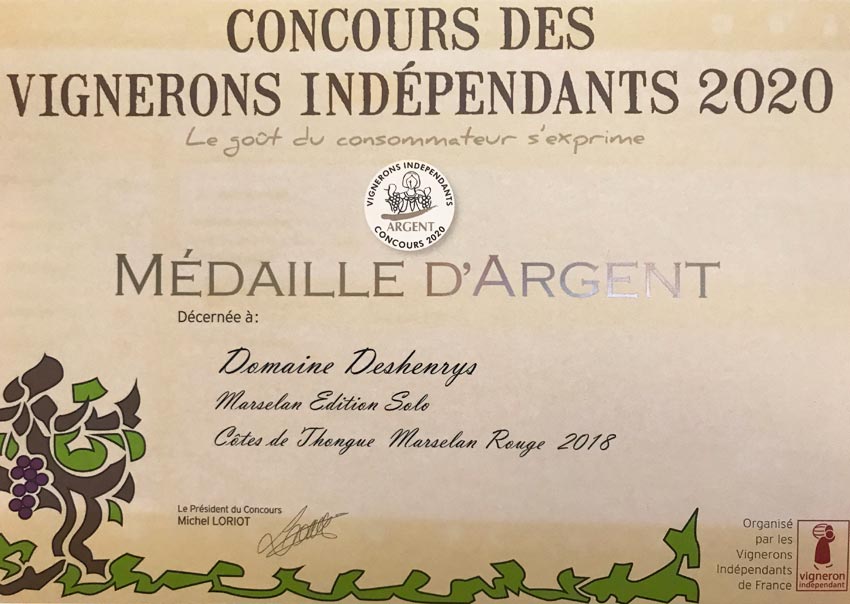 CONCOURS DES
VIGNERONS INDÉPENDANTS 2020
Le goût du consommateur s'exprime
VIGNERONS INDEPENDANTS
ARGENT
CONCOURS 2020
MÉDAILLE D'ARGENT
Décernée à :
Domaine Deshenrys
Marselan Edition Solo
Côtes de Thongue Marselan Rouge 2018
Le Président du Concours
Michel LORIOT
Organisé
par les
Vignerons
Indépendants
de France
vigneron
indépendant